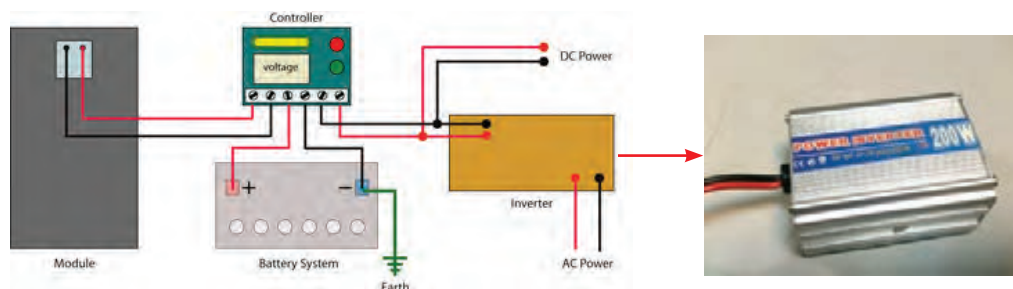 Controller
voltage
DC Power
+
−
Inverter
Module
Battery System
AC Power
Earth
POWER INVERTER
200W